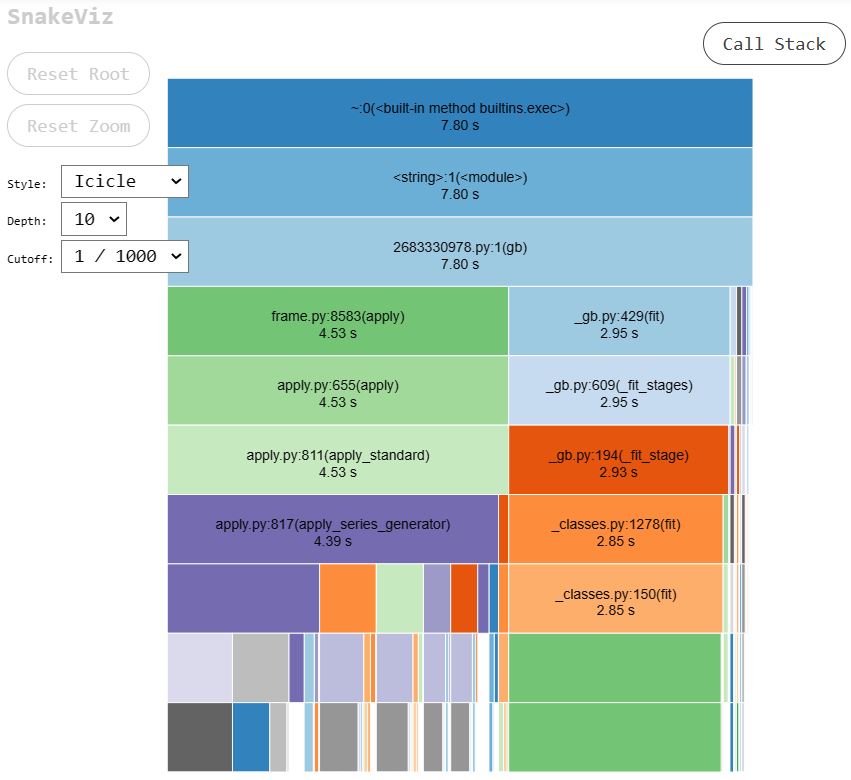 SnakeViz
Call Stack
Reset Root
Reset Zoom
Style: Icicle
Depth: 10
Cutoff: 1 / 1000
~:0(<built-in method builtins.exec>)
7.80 s
<string>:1(<module>)
7.80 s
2683330978.py:1(gb)
7.80 s
frame.py:8583(apply)
4.53 s
_gb.py:429(fit)
2.95 s
apply.py:655(apply)
4.53 s
_gb.py:609(_fit_stages)
2.95 s
apply.py:811(apply_standard)
4.53 s
_gb.py:194(_fit_stage)
2.93 s
apply.py:817(apply_series_generator)
4.39 s
_classes.py:1278(fit)
2.85 s
_classes.py:150(fit)
2.85 s